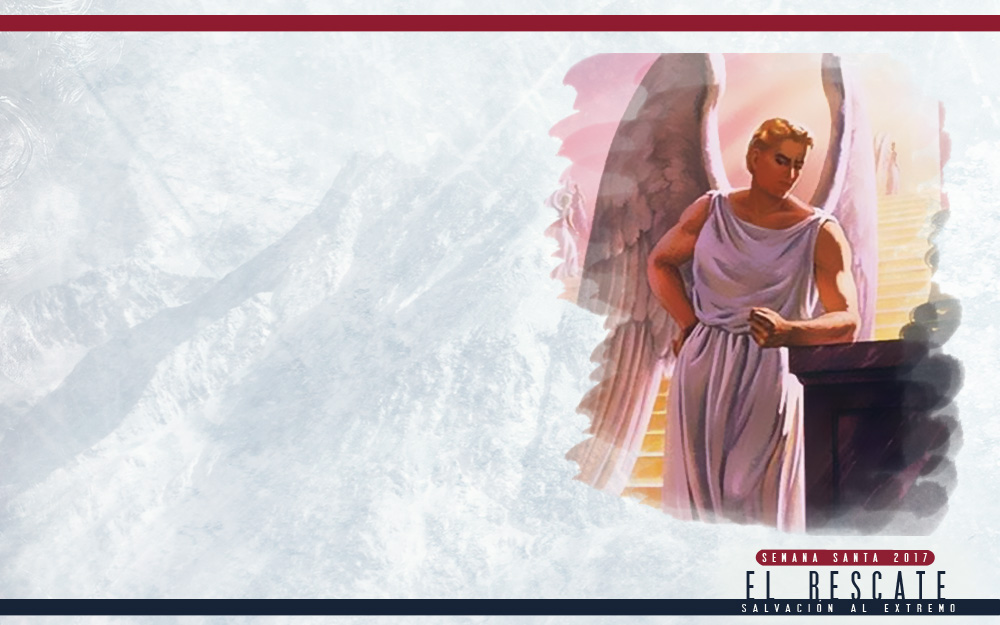 SEMANA SANTA 2017
EL RESCATE
SALVACIÓN AL EXTREMO